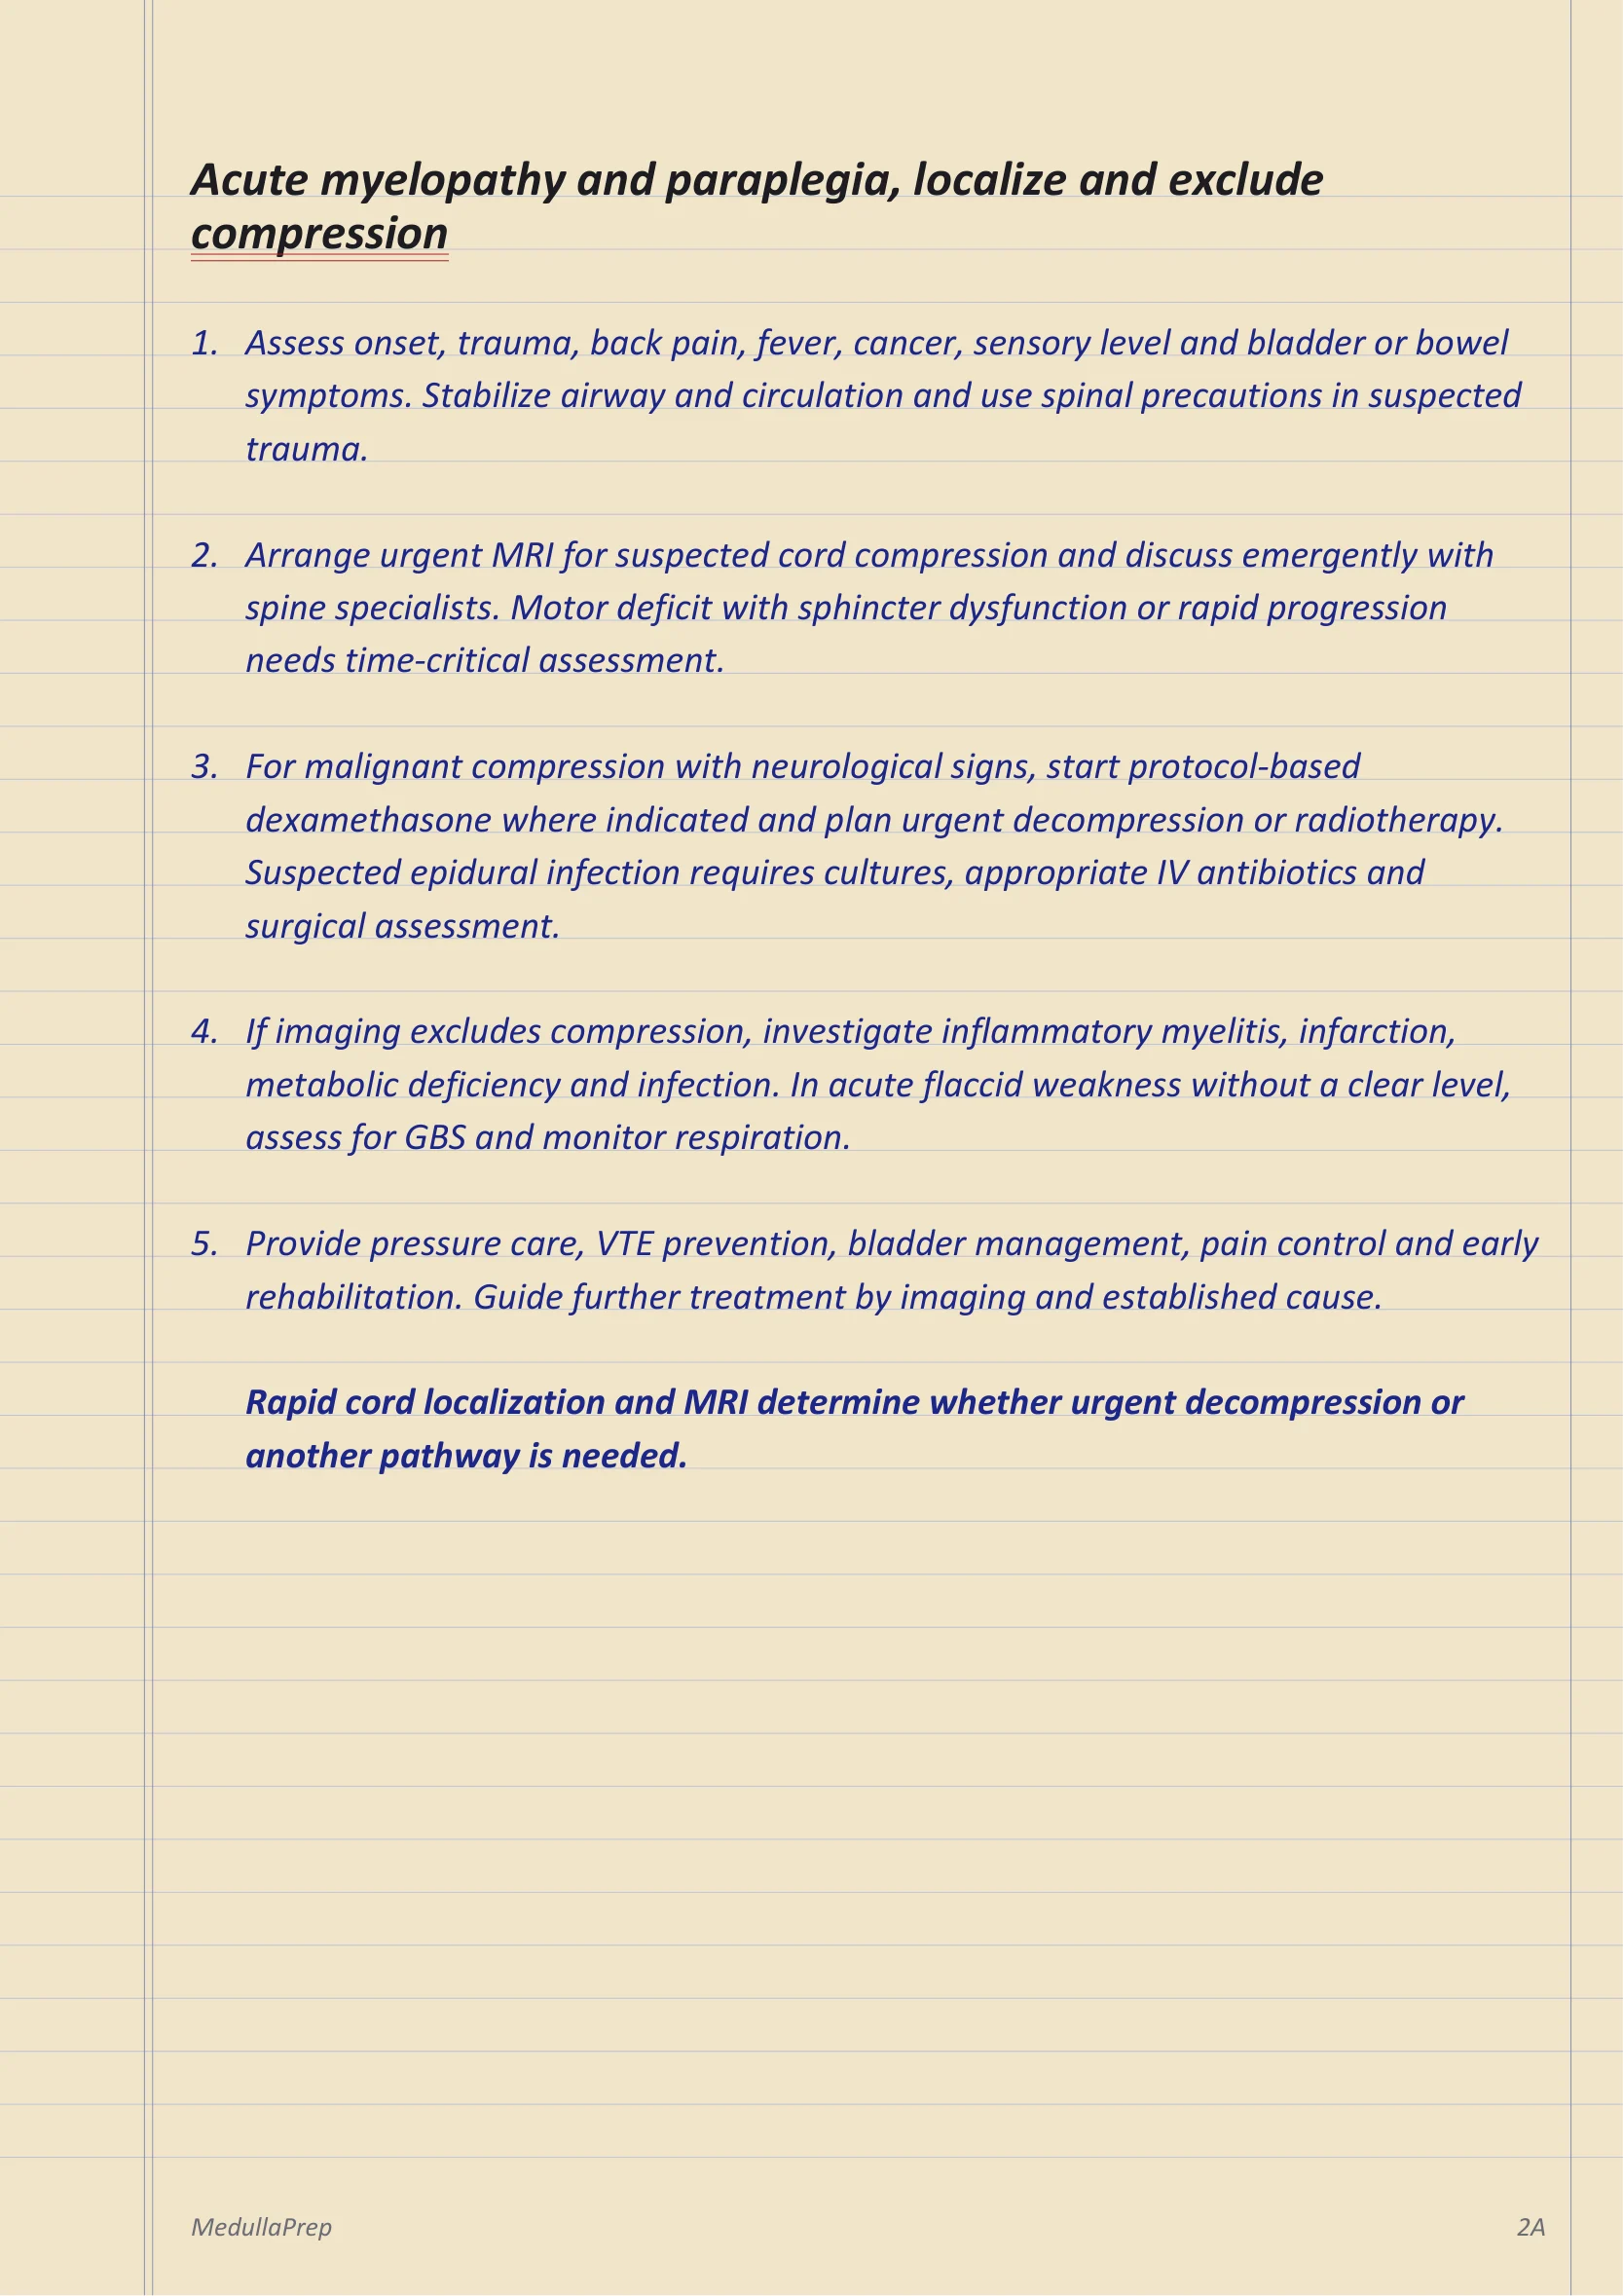 Acute myelopathy and paraplegia, localize and exclude
compression
1. Assess onset, trauma, back pain, fever, cancer, sensory level and bladder or bowel
symptoms. Stabilize airway and circulation and use spinal precautions in suspected
trauma.
2. Arrange urgent MRI for suspected cord compression and discuss emergently with
spine specialists. Motor deficit with sphincter dysfunction or rapid progression
needs time-critical assessment.
3. For malignant compression with neurological signs, start protocol-based
dexamethasone where indicated and plan urgent decompression or radiotherapy.
Suspected epidural infection requires cultures, appropriate IV antibiotics and
surgical assessment.
4. If imaging excludes compression, investigate inflammatory myelitis, infarction,
metabolic deficiency and infection. In acute flaccid weakness without a clear level,
assess for GBS and monitor respiration.
5. Provide pressure care, VTE prevention, bladder management, pain control and early
rehabilitation. Guide further treatment by imaging and established cause.
Rapid cord localization and MRI determine whether urgent decompression or
another pathway is needed.
MedullaPrep
2A